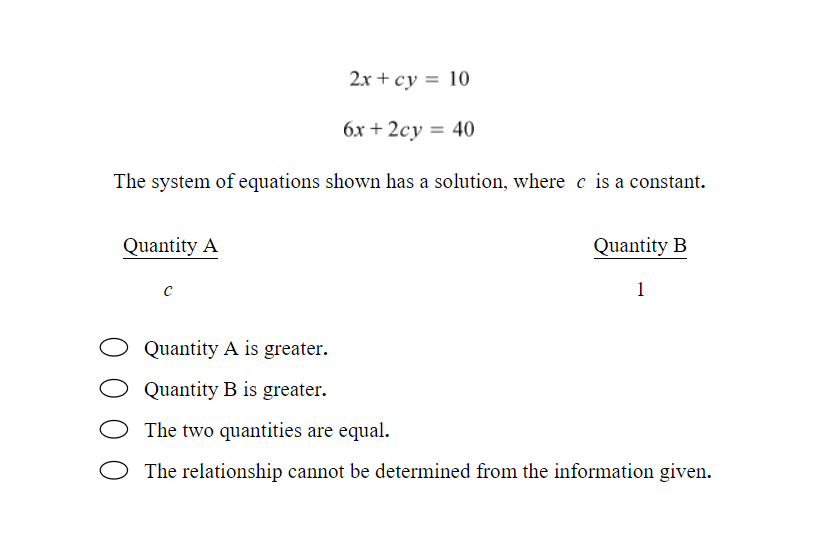 2x + cy = 10
6x + 2cy = 40
The system of equations shown has a solution, where c is a constant.
Quantity A Quantity B
c 1
Quantity A is greater.
Quantity B is greater.
The two quantities are equal.
The relationship cannot be determined from the information given.